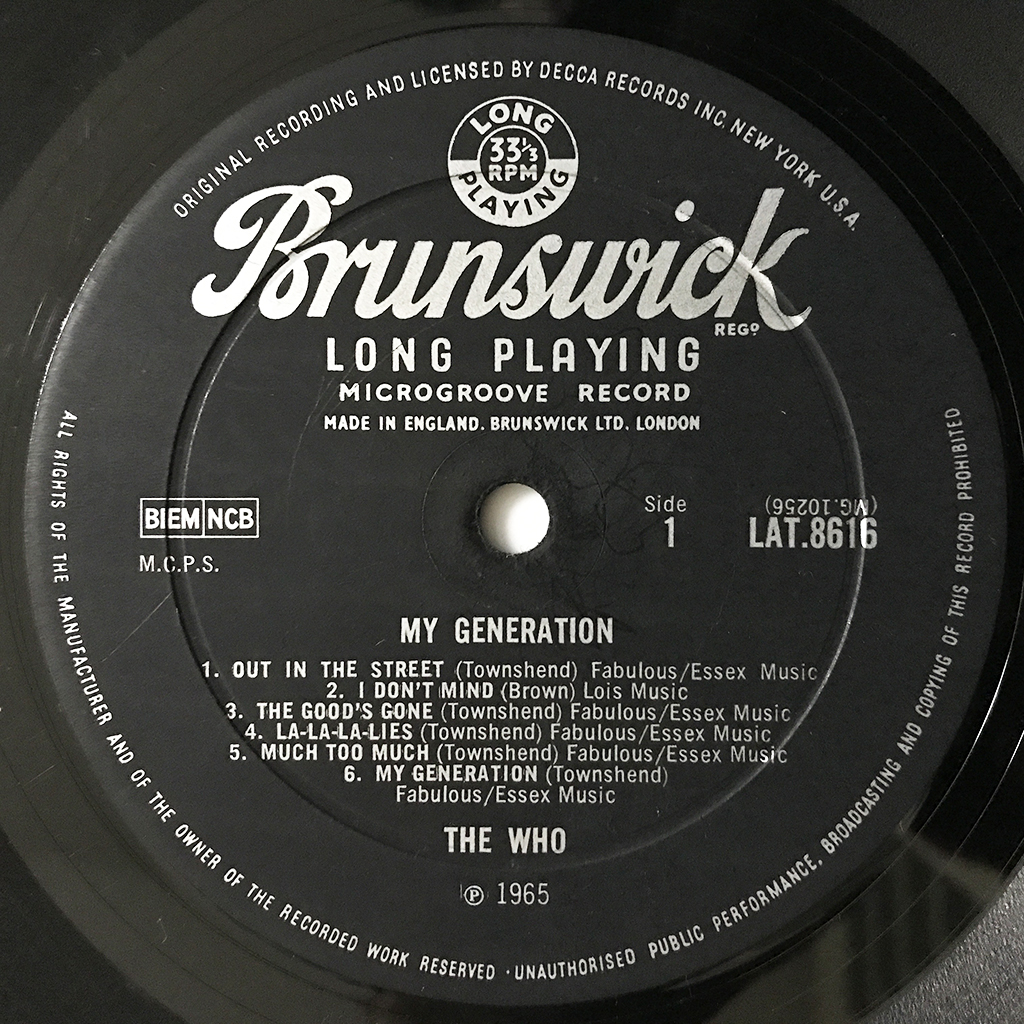 ORIGINAL RECORDING AND LICENSED BY DECCA RECORDS INC. NEW YORK U.S.A.
LONG
33⅓
RPM
PLAYING
Brunswick
REGD
LONG PLAYING
MICROGROOVE RECORD
MADE IN ENGLAND. BRUNSWICK LTD. LONDON
BIEM NCB
M.C.P.S.
Side
1
(MG.10256)
LAT.8616
MY GENERATION
1. OUT IN THE STREET (Townshend) Fabulous/Essex Music
2. I DON'T MIND (Brown) Lois Music
3. THE GOOD'S GONE (Townshend) Fabulous/Essex Music
4. LA-LA-LA-LIES (Townshend) Fabulous/Essex Music
5. MUCH TOO MUCH (Townshend) Fabulous/Essex Music
6. MY GENERATION (Townshend)
Fabulous/Essex Music
THE WHO
℗ 1965
ALL RIGHTS OF THE MANUFACTURER AND OF THE OWNER OF THE RECORDED WORK RESERVED · UNAUTHORISED PUBLIC PERFORMANCE, BROADCASTING AND COPYING OF THIS RECORD PROHIBITED